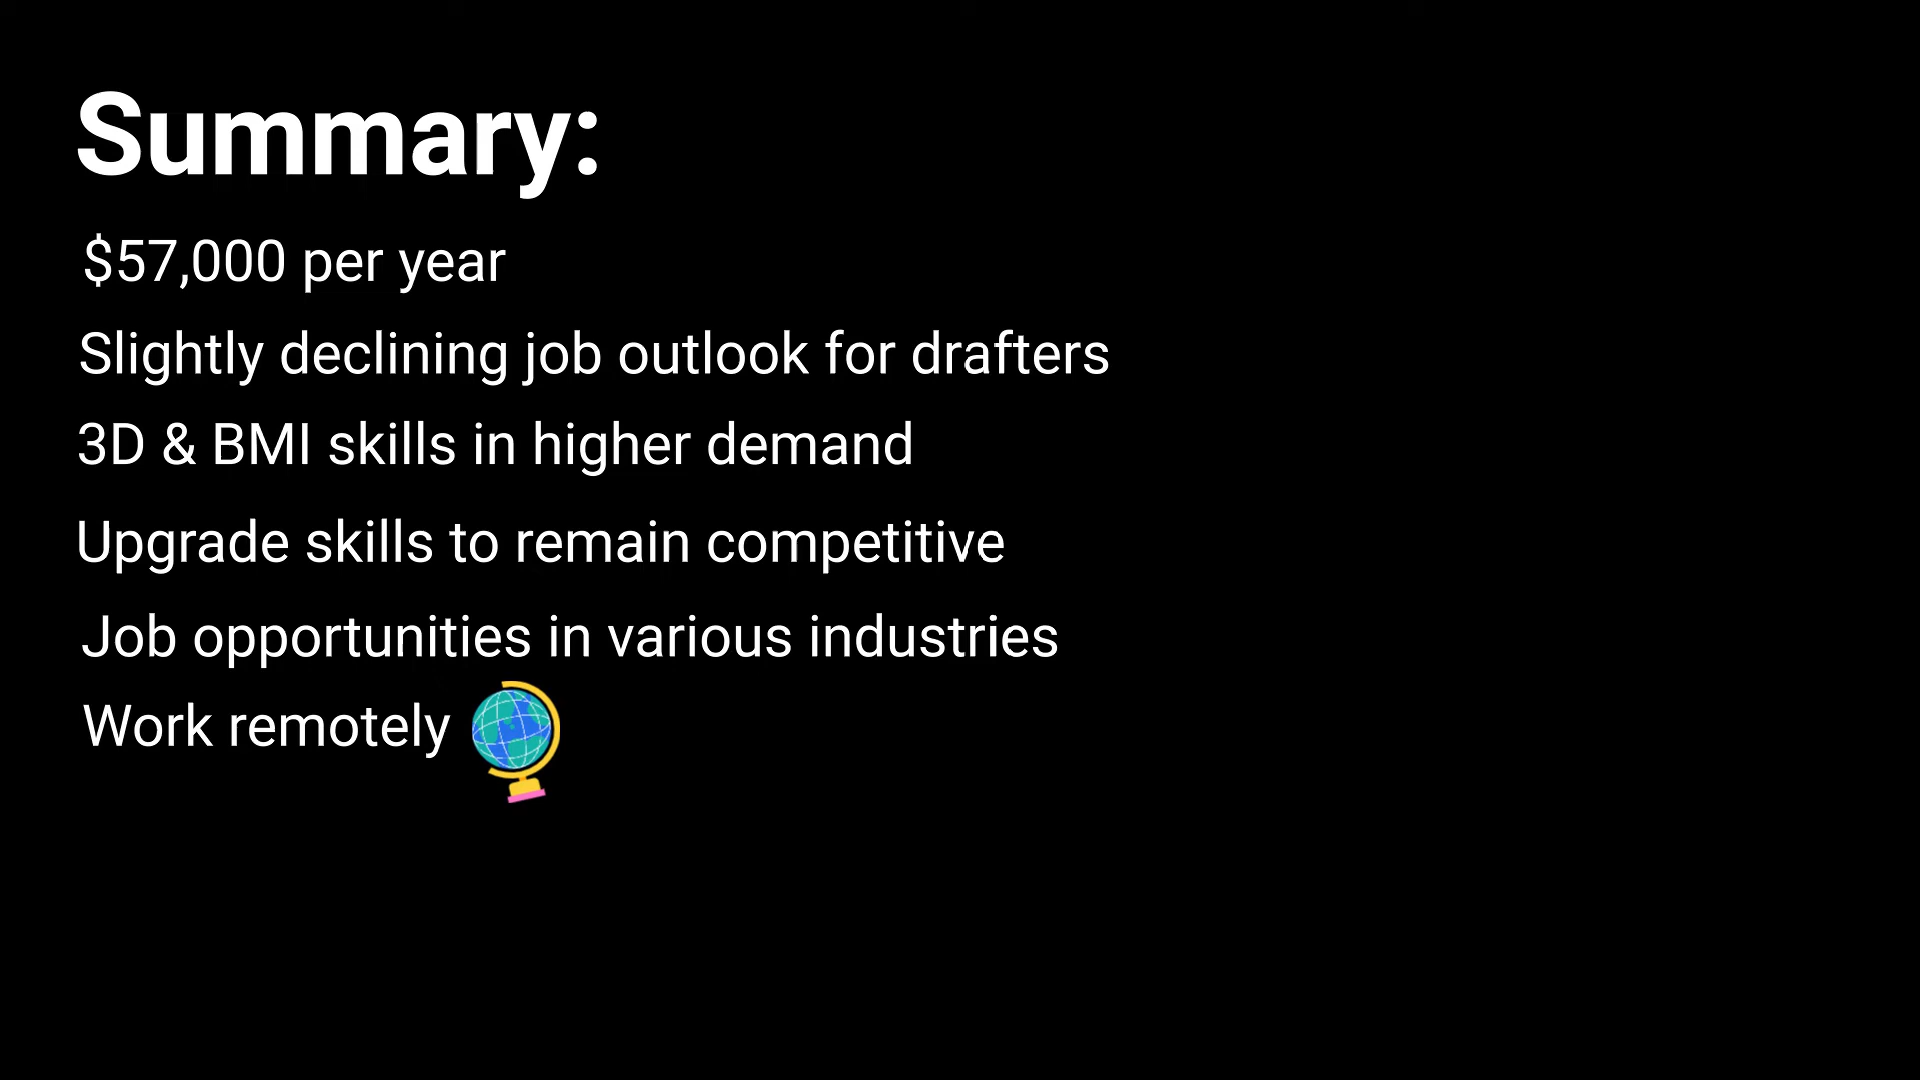 Summary:
$57,000 per year
Slightly declining job outlook for drafters
3D & BMI skills in higher demand
Upgrade skills to remain competitive
Job opportunities in various industries
Work remotely